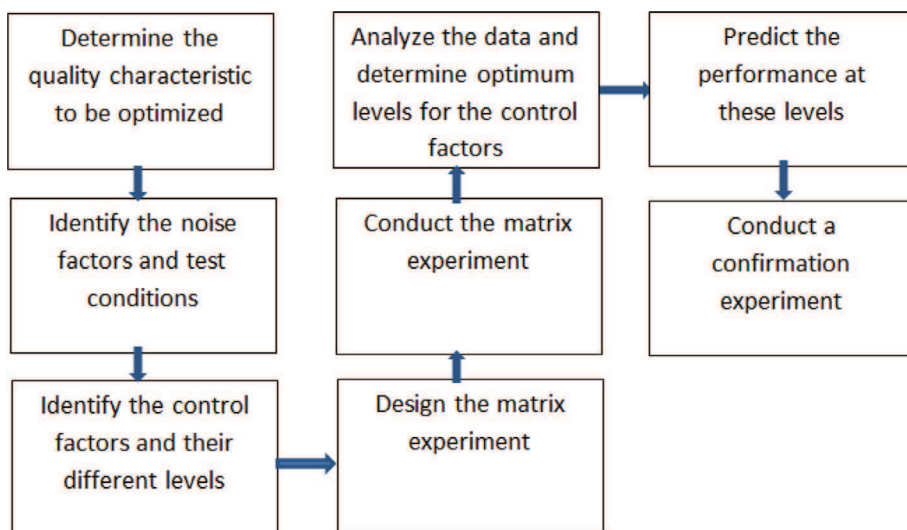 Determine the
quality characteristic
to be optimized
Identify the noise
factors and test
conditions
Identify the control
factors and their
different levels
Design the matrix
experiment
Conduct the matrix
experiment
Analyze the data and
determine optimum
levels for the control
factors
Predict the
performance at
these levels
Conduct a
confirmation
experiment